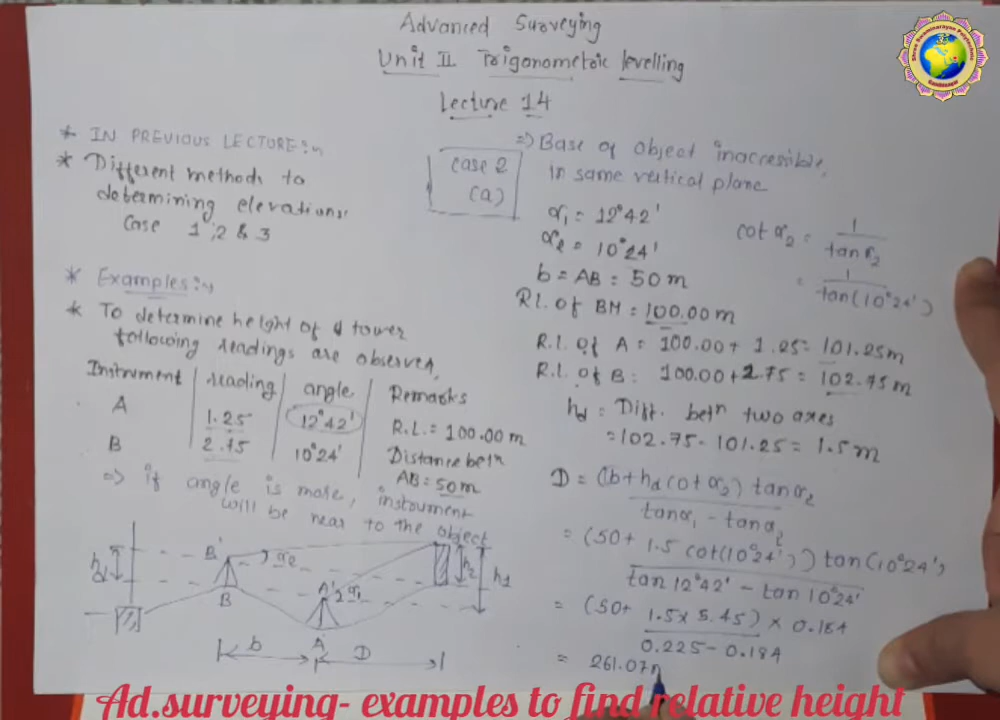 Advanced Surveying
Unit II Trigonometric levelling
Lecture 14
* IN PREVIOUS LECTURE:-
* Different methods to
determining elevations
Case 1, 2 & 3
* Examples:-
* To determine height of a tower
following readings are observed,
Instrument | reading | angle | Remarks
A | 1.25 | 12°42' | R.L. = 100.00 m
B | 2.75 | 10°24' | Distance betn
AB = 50m
=> if angle is more, instrument
will be near to the object
hd
B'
α2
B
A'
α1
A
h2
h1
b
D
case 2
(a)
=> Base of object inaccessible,
in same vertical plane
α1 = 12°42'
α2 = 10°24'
b = AB = 50 m
cot α2 = 1 / tan α2
= 1 / tan(10°24')
R.L. of BM = 100.00 m
R.L. of A = 100.00 + 1.25 = 101.25m
R.L. of B = 100.00 + 2.75 = 102.75 m
hd = Diff. betn two axes
= 102.75 - 101.25 = 1.5 m
D = (b + hd cot α2) tan α2 / tan α1 - tan α2
= (50 + 1.5 cot(10°24')) tan(10°24') / tan 12°42' - tan 10°24'
= (50 + 1.5 x 5.45) x 0.184 / 0.225 - 0.184
= 261.07m
Shree Swaminarayan Polytechnic
Gandhinagar
Ad.surveying- examples to find relative height